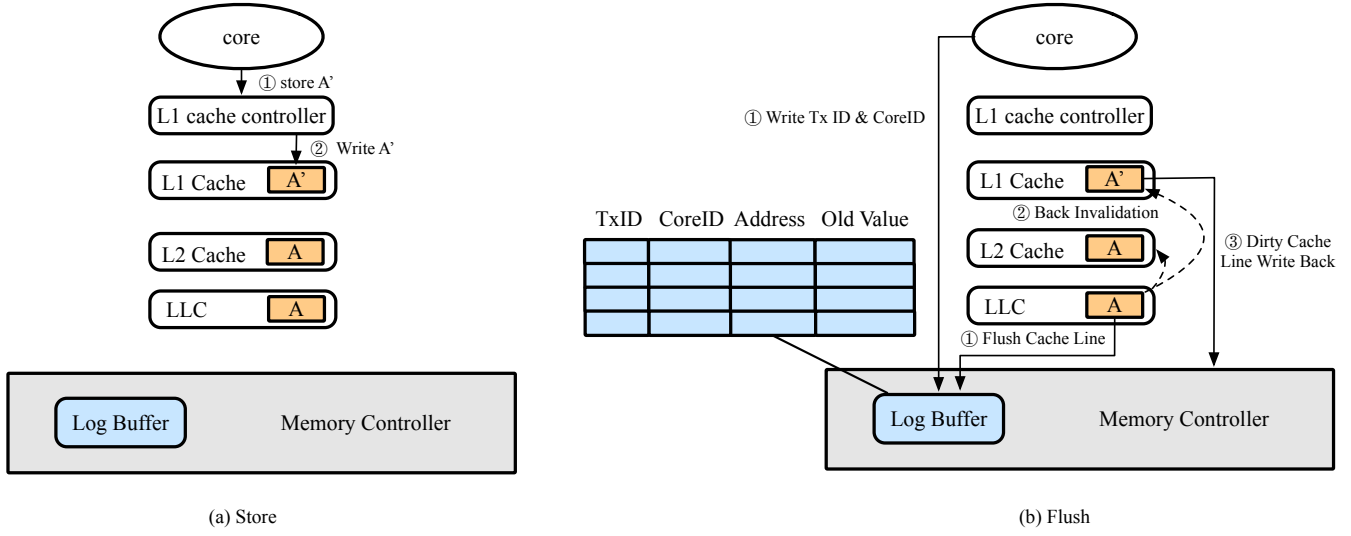 core
① store A’
L1 cache controller
② Write A’
L1 Cache
A’
L2 Cache
A
LLC
A
Log Buffer
Memory Controller
(a) Store
core
① Write Tx ID & CoreID
L1 cache controller
L1 Cache
A’
② Back Invalidation
TxID CoreID Address Old Value
L2 Cache
A
③ Dirty Cache
Line Write Back
LLC
A
① Flush Cache Line
Log Buffer
Memory Controller
(b) Flush